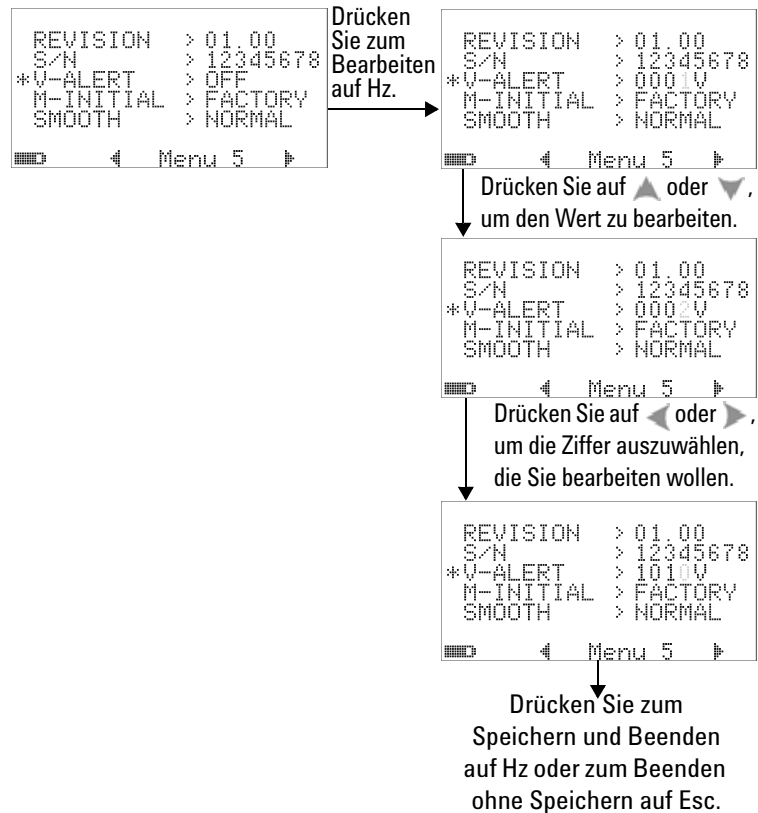 REVISION > 01.00
S/N > 12345678
*V-ALERT > OFF
M-INITIAL > FACTORY
SMOOTH > NORMAL
Menu 5
Drücken
Sie zum
Bearbeiten
auf Hz.
REVISION > 01.00
S/N > 12345678
*V-ALERT > 0001V
M-INITIAL > FACTORY
SMOOTH > NORMAL
Menu 5
Drücken Sie auf oder ,
um den Wert zu bearbeiten.
REVISION > 01.00
S/N > 12345678
*V-ALERT > 0002V
M-INITIAL > FACTORY
SMOOTH > NORMAL
Menu 5
Drücken Sie auf oder ,
um die Ziffer auszuwählen,
die Sie bearbeiten wollen.
REVISION > 01.00
S/N > 12345678
*V-ALERT > 1010V
M-INITIAL > FACTORY
SMOOTH > NORMAL
Menu 5
Drücken Sie zum
Speichern und Beenden
auf Hz oder zum Beenden
ohne Speichern auf Esc.